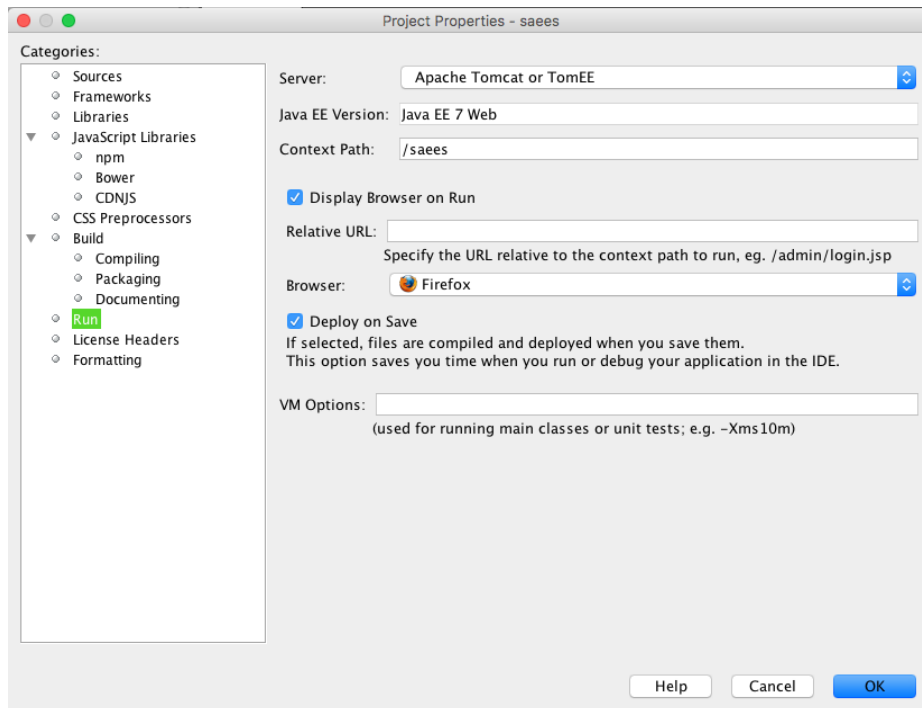 Project Properties - saees
Categories:
Sources
Frameworks
Libraries
JavaScript Libraries
npm
Bower
CDNJS
CSS Preprocessors
Build
Compiling
Packaging
Documenting
Run
License Headers
Formatting
Server: Apache Tomcat or TomEE
Java EE Version: Java EE 7 Web
Context Path: /saees
Display Browser on Run
Relative URL:
Specify the URL relative to the context path to run, eg. /admin/login.jsp
Browser: Firefox
Deploy on Save
If selected, files are compiled and deployed when you save them.
This option saves you time when you run or debug your application in the IDE.
VM Options:
(used for running main classes or unit tests; e.g. -Xms10m)
Help Cancel OK